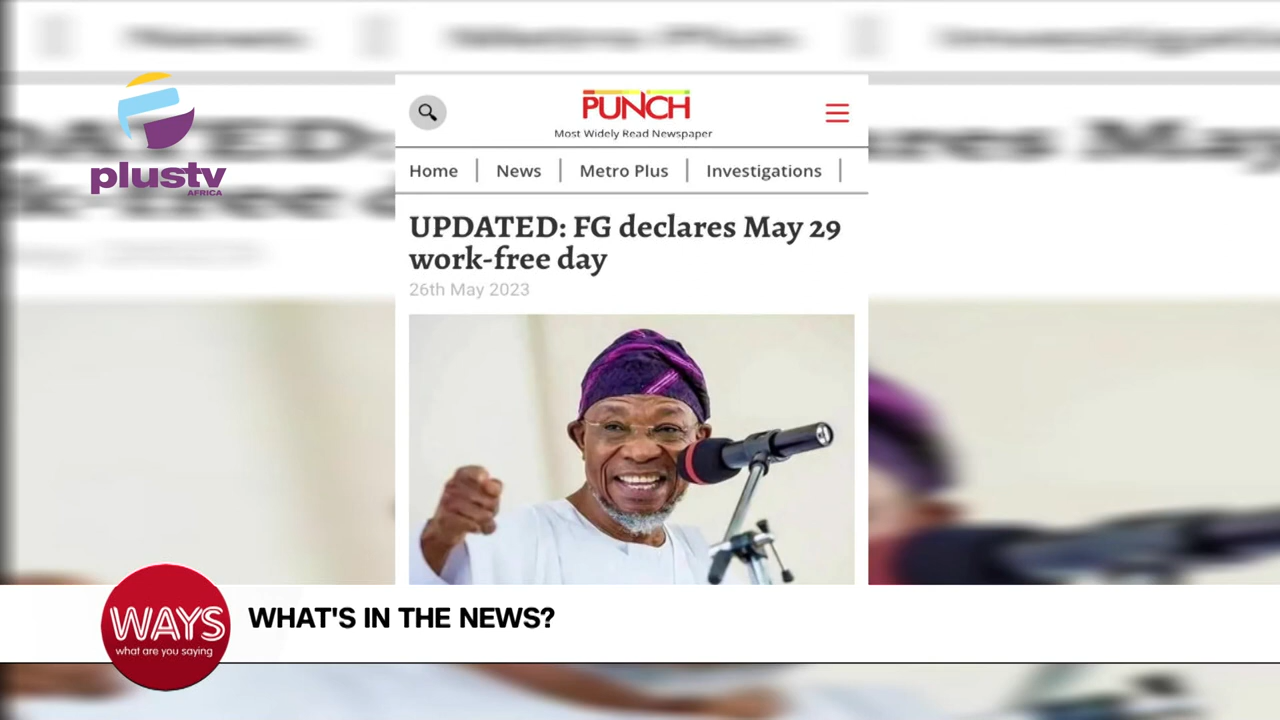 PUNCH
Most Widely Read Newspaper
Home | News | Metro Plus | Investigations |
UPDATED: FG declares May 29
work-free day
26th May 2023
plustv
AFRICA
WAYS
what are you saying
WHAT'S IN THE NEWS?